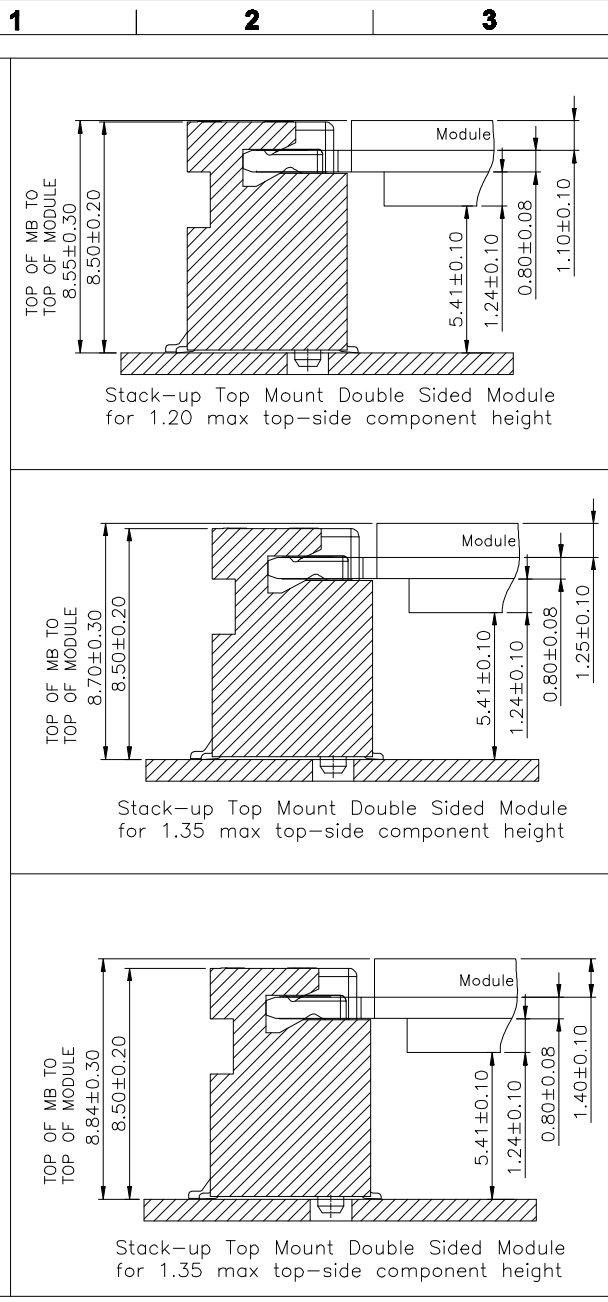 1 2 3
Module
TOP OF MB TO
TOP OF MODULE
8.55±0.30
8.50±0.20
5.41±0.10
1.24±0.10
0.80±0.08
1.10±0.10
Stack-up Top Mount Double Sided Module
for 1.20 max top-side component height
Module
TOP OF MB TO
TOP OF MODULE
8.70±0.30
8.50±0.20
5.41±0.10
1.24±0.10
0.80±0.08
1.25±0.10
Stack-up Top Mount Double Sided Module
for 1.35 max top-side component height
Module
TOP OF MB TO
TOP OF MODULE
8.84±0.30
8.50±0.20
5.41±0.10
1.24±0.10
0.80±0.08
1.40±0.10
Stack-up Top Mount Double Sided Module
for 1.35 max top-side component height